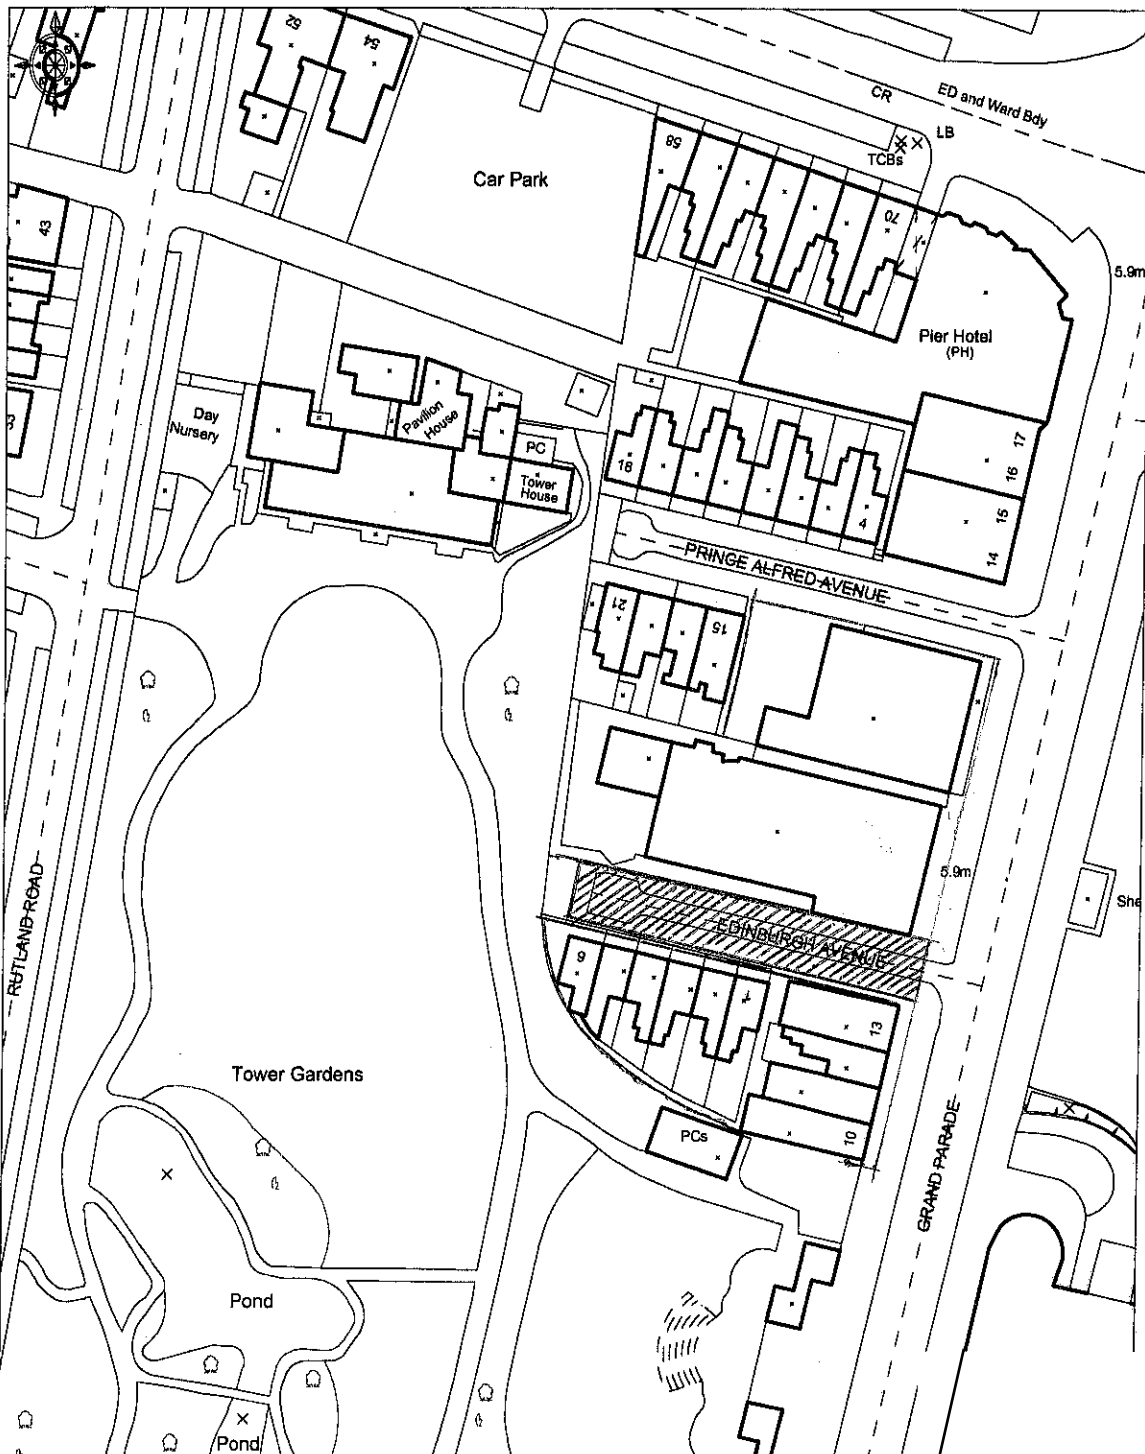 52
54
CR
ED and Ward Bdy
LB
TCBs
Car Park
58
70
43
5.9m
Pier Hotel
(PH)
Day
Nursery
Pavilion
House
PC
Tower
House
18
4
17
16
15
14
PRINCE ALFRED AVENUE
21
15
5.9m
She
RUTLAND ROAD
EDINBURGH AVENUE
1
13
Tower Gardens
PCs
10
GRAND PARADE
Pond
Pond